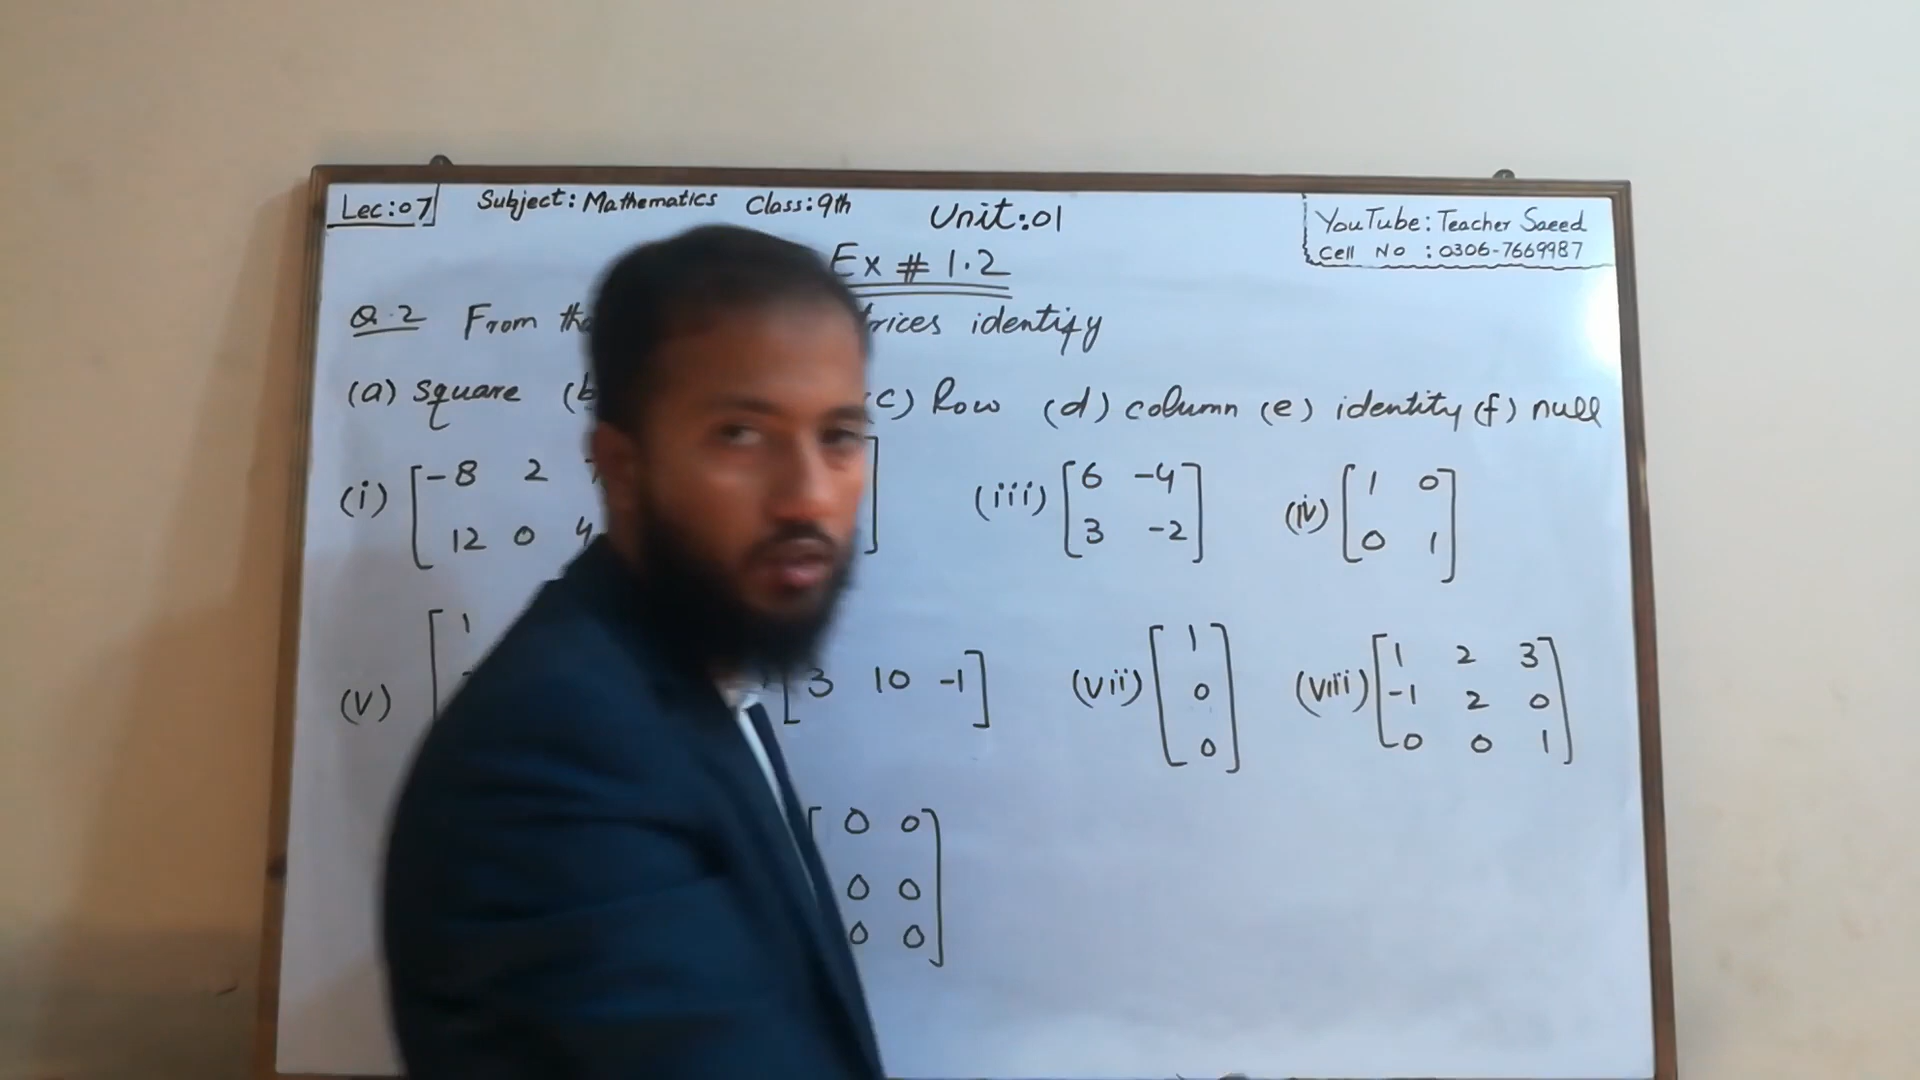 Lec:07 Subject: Mathematics Class: 9th Unit:01
YouTube: Teacher Saeed
Cell No : 0306-7669987
Ex # 1.2
Q.2 From identify
(a) square (c) Row (d) column (e) identity (f) null
(i) -8 2 (iii) 6 -4 (iv) 1 0
12 0 4 3 -2 0 1
(v) 1 3 10 -1 (vii) 1 (viii) 1 2 3
0 -1 2 0
0 0 0 1
0 0
0 0
0 0